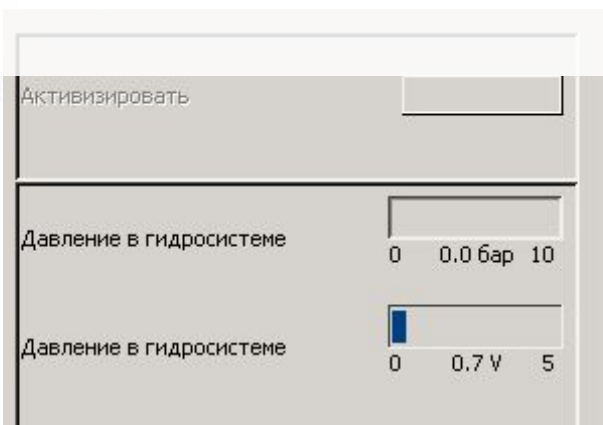 Активизировать
Давление в гидросистеме
0 0.0 бар 10
Давление в гидросистеме
0 0.7 V 5